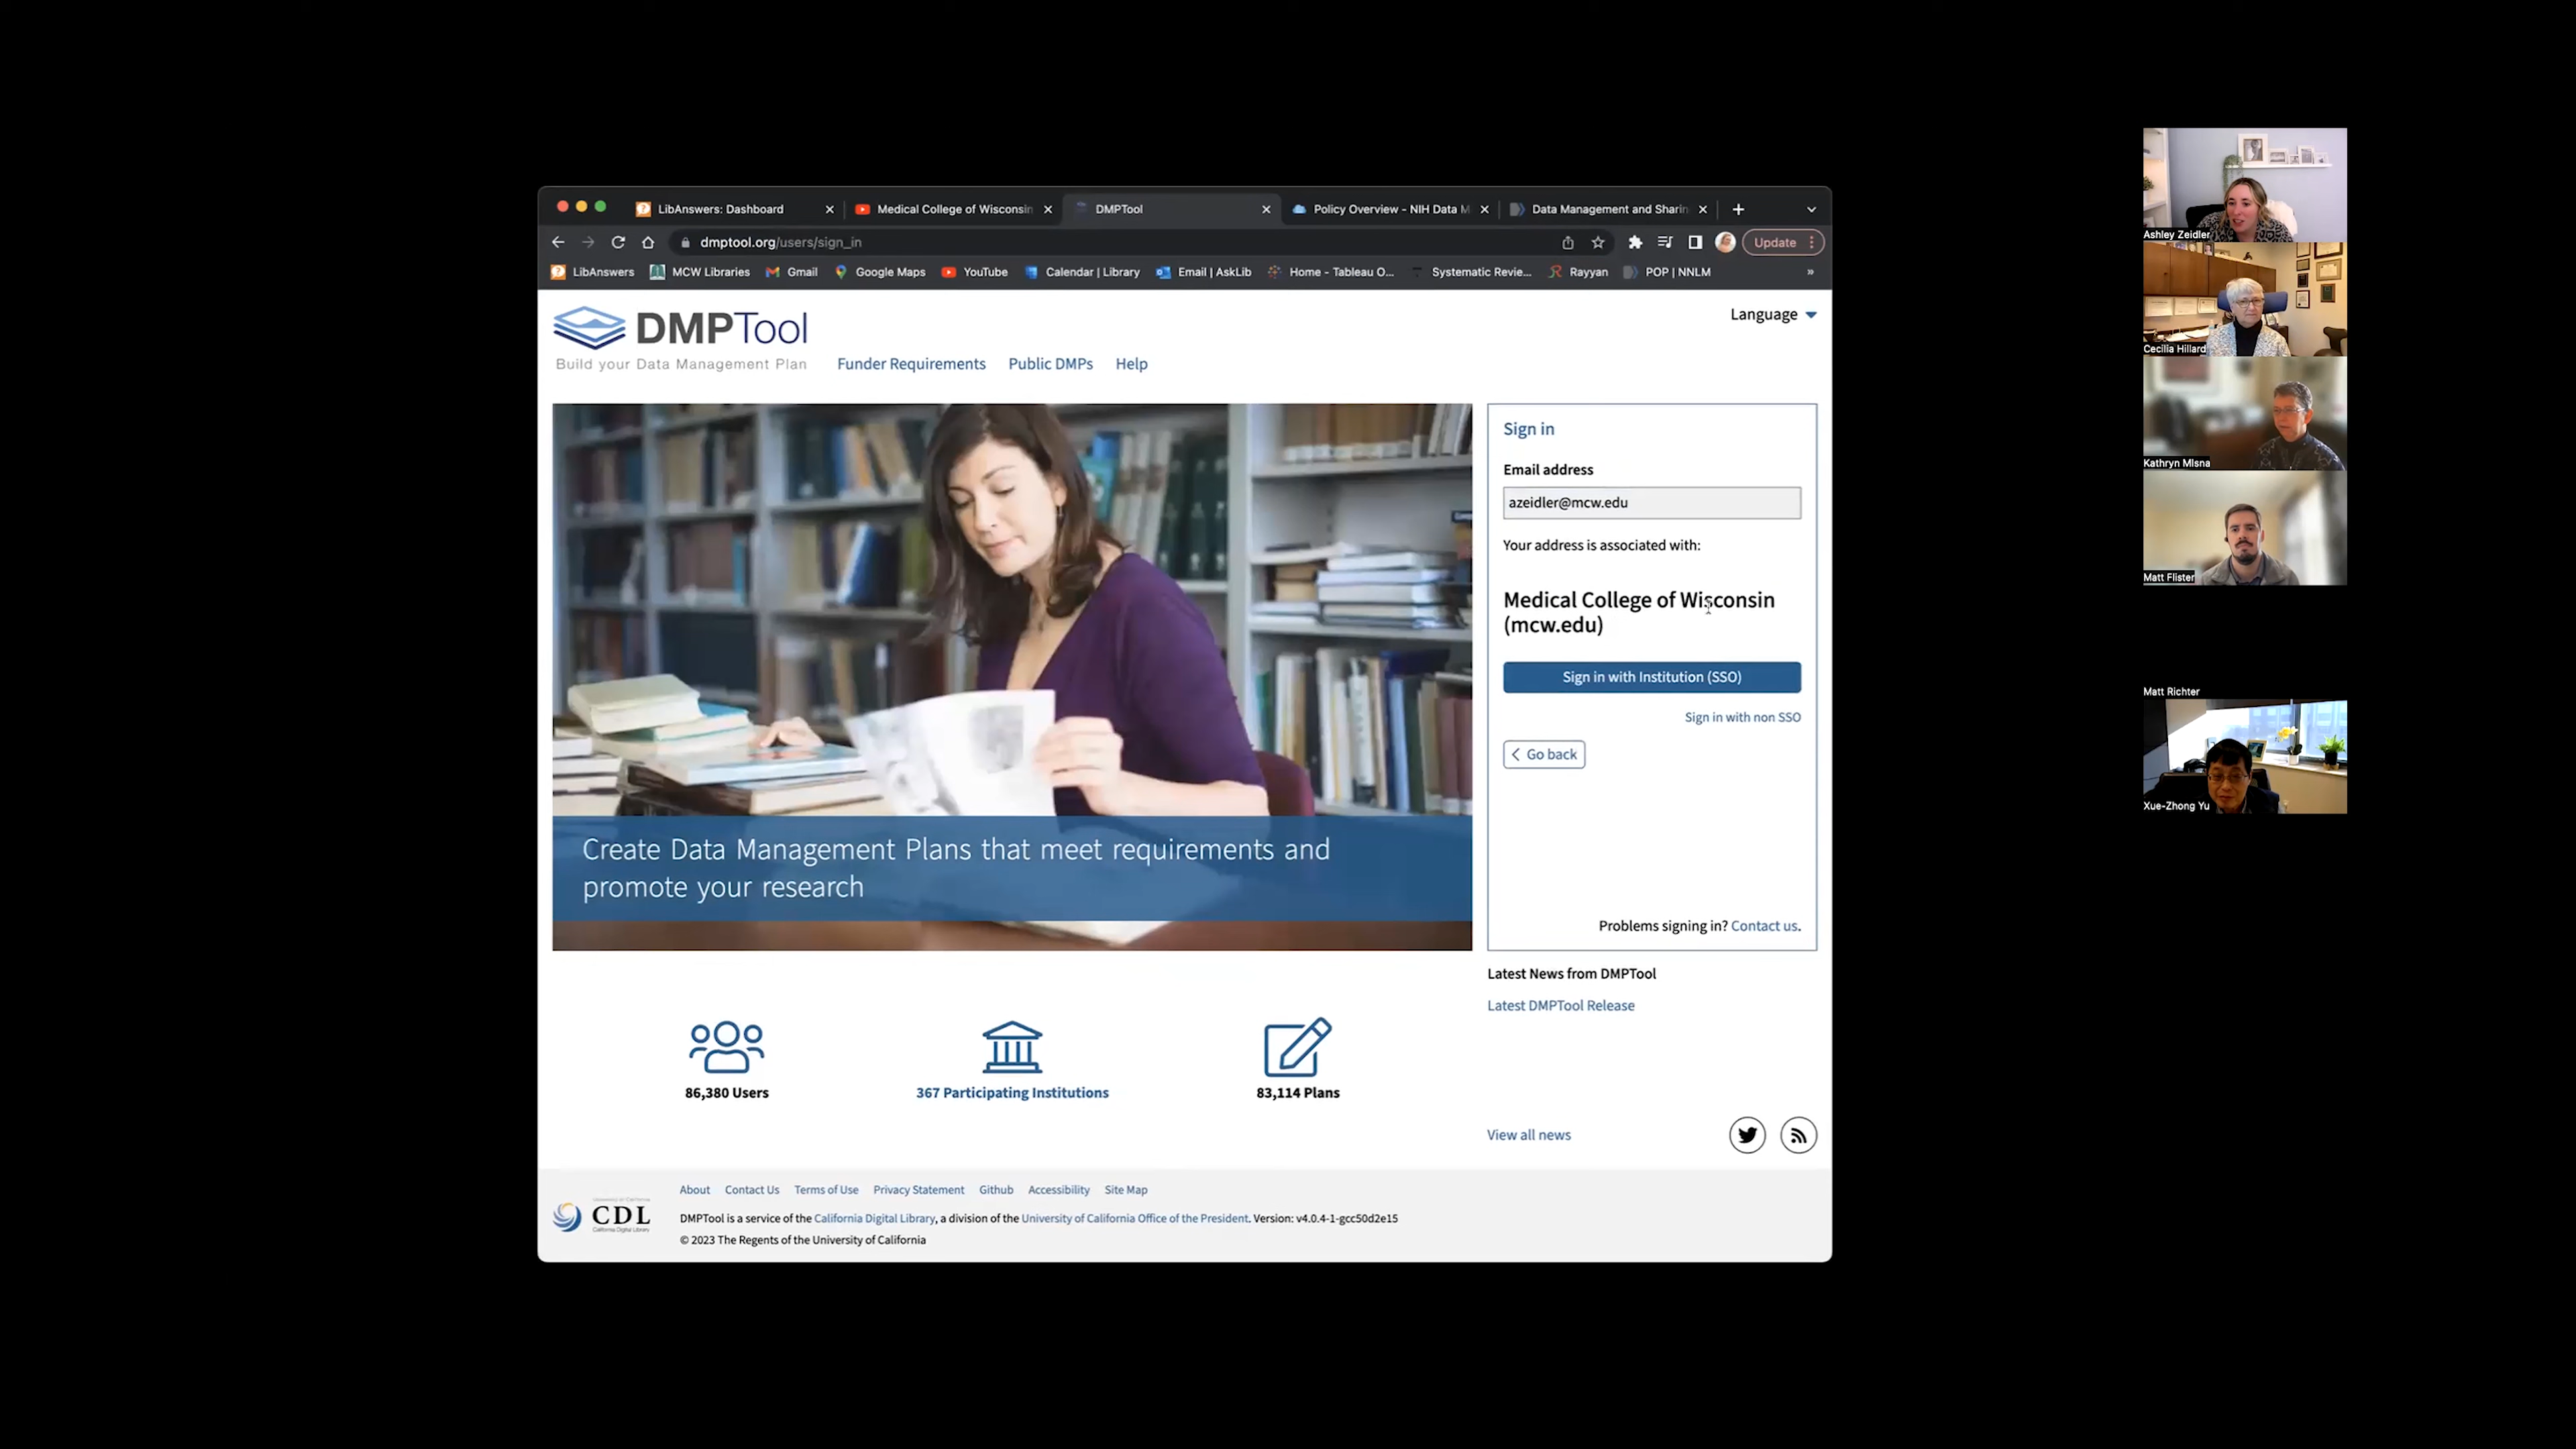 LibAnswers: Dashboard
Medical College of Wisconsin
DMPTool
Policy Overview - NIH Data M
Data Management and Sharin
dmptool.org/users/sign_in
Update
LibAnswers
MCW Libraries
Gmail
Google Maps
YouTube
Calendar | Library
Email | AskLib
Home - Tableau O...
Systematic Revie...
Rayyan
POP | NNLM
»
DMPTool
Build your Data Management Plan
Funder Requirements
Public DMPs
Help
Language
Create Data Management Plans that meet requirements and
promote your research
Sign in
Email address
azeidler@mcw.edu
Your address is associated with:
Medical College of Wisconsin
(mcw.edu)
Sign in with Institution (SSO)
Sign in with non SSO
Go back
Problems signing in? Contact us.
Latest News from DMPTool
Latest DMPTool Release
View all news
86,380 Users
367 Participating Institutions
83,114 Plans
CDL
California Digital Library
About Contact Us Terms of Use Privacy Statement Github Accessibility Site Map
DMPTool is a service of the California Digital Library, a division of the University of California Office of the President. Version: v4.0.4-1-gcc50d2e15
© 2023 The Regents of the University of California
Ashley Zeidler
Cecilia Hillard
Kathryn Misna
Matt Flister
Matt Richter
Xue-Zhong Yu